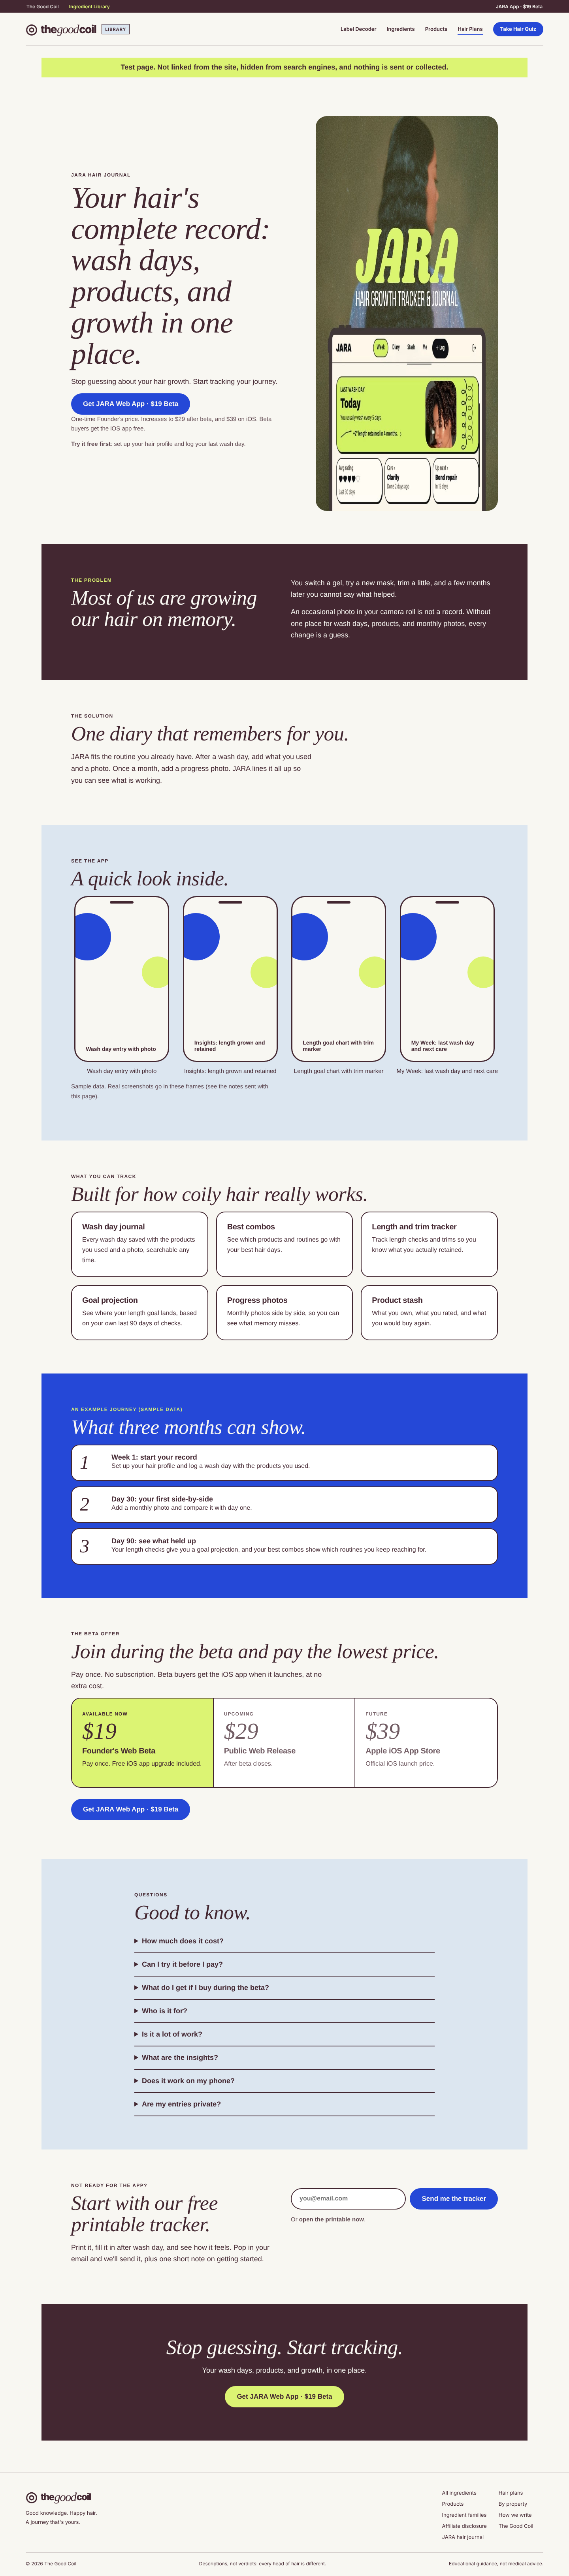 The Good Coil
Ingredient Library
JARA App · $19 Beta
thegoodcoil
LIBRARY
Label Decoder
Ingredients
Products
Hair Plans
Take Hair Quiz
Test page. Not linked from the site, hidden from search engines, and nothing is sent or collected.
JARA HAIR JOURNAL
Your hair's
complete record:
wash days,
products, and
growth in one
place.
Stop guessing about your hair growth. Start tracking your journey.
Get JARA Web App · $19 Beta
One-time Founder's price. Increases to $29 after beta, and $39 on iOS. Beta
buyers get the iOS app free.
Try it free first: set up your hair profile and log your last wash day.
JARA
HAIR GROWTH TRACKER & JOURNAL
JARA
Week
Diary
Stash
Me
+ Log
LAST WASH DAY
Today
You usually wash every 5 days.
+2" length retained in 4 months.
Avg rating
Last 30 days
Care
Clarify
Done 2 days ago
Up next
Bond repair
in 5 days
THE PROBLEM
Most of us are growing
our hair on memory.
You switch a gel, try a new mask, trim a little, and a few months
later you cannot say what helped.
An occasional photo in your camera roll is not a record. Without
one place for wash days, products, and monthly photos, every
change is a guess.
THE SOLUTION
One diary that remembers for you.
JARA fits the routine you already have. After a wash day, add what you used
and a photo. Once a month, add a progress photo. JARA lines it all up so
you can see what is working.
SEE THE APP
A quick look inside.
Wash day entry with photo
Insights: length grown and
retained
Length goal chart with trim
marker
My Week: last wash day
and next care
Wash day entry with photo
Insights: length grown and retained
Length goal chart with trim marker
My Week: last wash day and next care
Sample data. Real screenshots go in these frames (see the notes sent with
this page).
WHAT YOU CAN TRACK
Built for how coily hair really works.
Wash day journal
Every wash day saved with the products
you used and a photo, searchable any
time.
Best combos
See which products and routines go with
your best hair days.
Length and trim tracker
Track length checks and trims so you
know what you actually retained.
Goal projection
See where your length goal lands, based
on your own last 90 days of checks.
Progress photos
Monthly photos side by side, so you can
see what memory misses.
Product stash
What you own, what you rated, and what
you would buy again.
AN EXAMPLE JOURNEY (SAMPLE DATA)
What three months can show.
1
Week 1: start your record
Set up your hair profile and log a wash day with the products you used.
2
Day 30: your first side-by-side
Add a monthly photo and compare it with day one.
3
Day 90: see what held up
Your length checks give you a goal projection, and your best combos show which routines you keep reaching for.
THE BETA OFFER
Join during the beta and pay the lowest price.
Pay once. No subscription. Beta buyers get the iOS app when it launches, at no
extra cost.
AVAILABLE NOW
$19
Founder's Web Beta
Pay once. Free iOS app upgrade included.
UPCOMING
$29
Public Web Release
After beta closes.
FUTURE
$39
Apple iOS App Store
Official iOS launch price.
Get JARA Web App · $19 Beta
QUESTIONS
Good to know.
How much does it cost?
Can I try it before I pay?
What do I get if I buy during the beta?
Who is it for?
Is it a lot of work?
What are the insights?
Does it work on my phone?
Are my entries private?
NOT READY FOR THE APP?
Start with our free
printable tracker.
Print it, fill it in after wash day, and see how it feels. Pop in your
email and we'll send it, plus one short note on getting started.
you@email.com
Send me the tracker
Or open the printable now.
Stop guessing. Start tracking.
Your wash days, products, and growth, in one place.
Get JARA Web App · $19 Beta
thegoodcoil
Good knowledge. Happy hair.
A journey that's yours.
All ingredients
Products
Ingredient families
Affiliate disclosure
JARA hair journal
Hair plans
By property
How we write
The Good Coil
© 2026 The Good Coil
Descriptions, not verdicts: every head of hair is different.
Educational guidance, not medical advice.